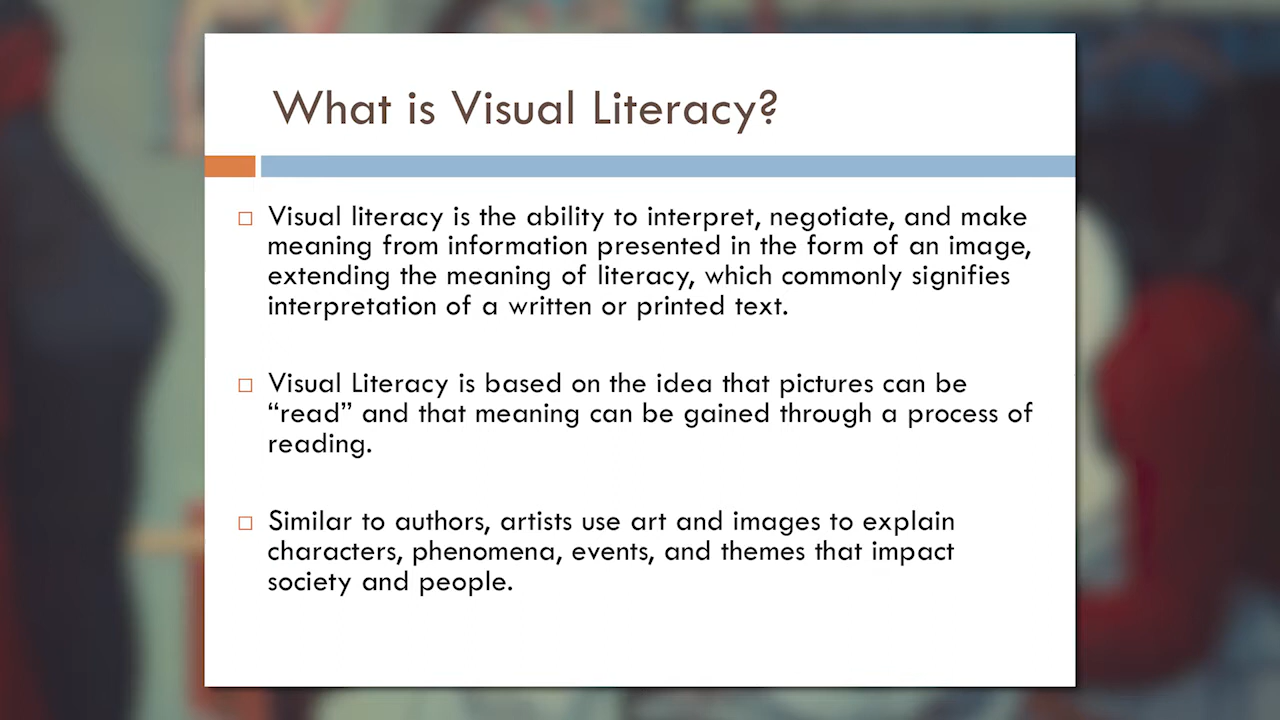 What is Visual Literacy?
Visual literacy is the ability to interpret, negotiate, and make
meaning from information presented in the form of an image,
extending the meaning of literacy, which commonly signifies
interpretation of a written or printed text.
Visual Literacy is based on the idea that pictures can be
“read” and that meaning can be gained through a process of
reading.
Similar to authors, artists use art and images to explain
characters, phenomena, events, and themes that impact
society and people.